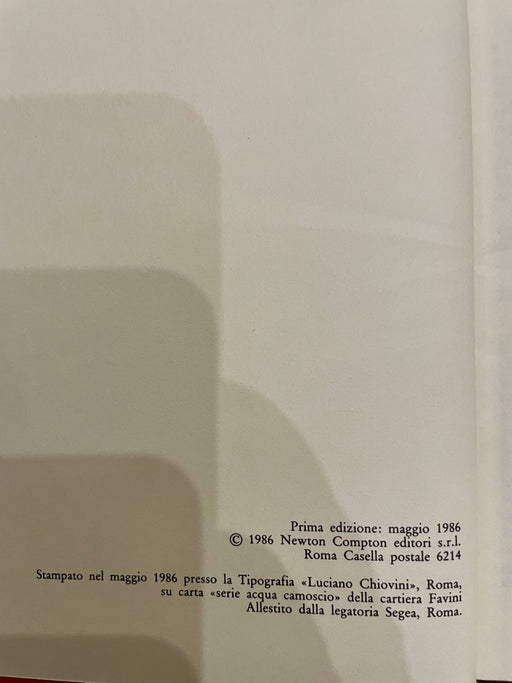 Prima edizione: maggio 1986
© 1986 Newton Compton editori s.r.l.
Roma Casella postale 6214
Stampato nel maggio 1986 presso la Tipografia «Luciano Chiovini», Roma,
su carta «serie acqua camoscio» della cartiera Favini
Allestito dalla legatoria Segea, Roma.